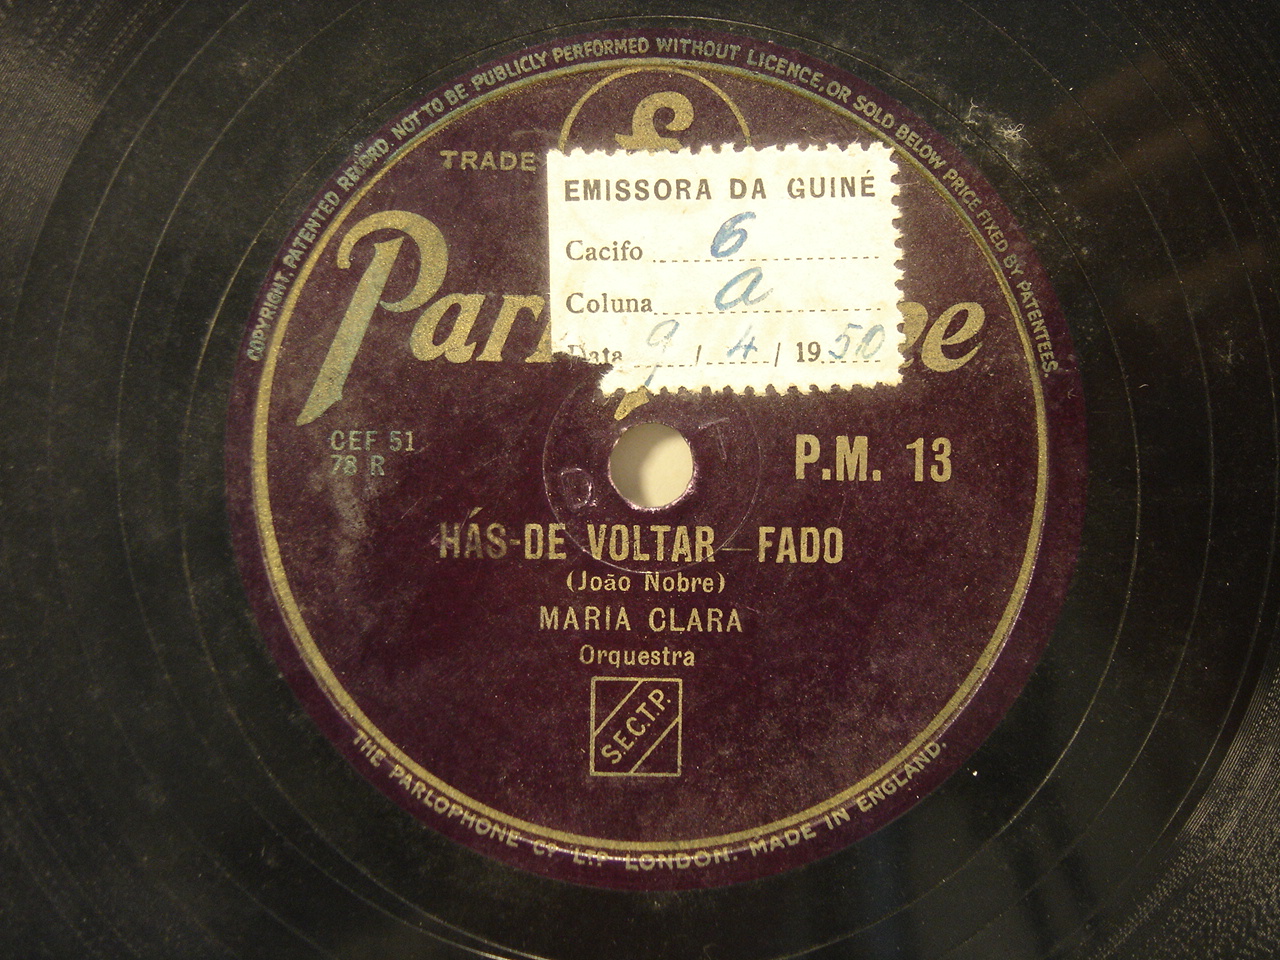 COPYRIGHT. PATENTED RECORD. NOT TO BE PUBLICLY PERFORMED WITHOUT LICENCE, OR SOLD BELOW PRICE FIXED BY PATENTEES
£
TRADE
EMISSORA DA GUINÉ
Cacifo 6
Coluna a
Data 9 / 4 / 1950
CEF 51
78 R
P.M. 13
HÁS-DE VOLTAR — FADO
(João Nobre)
MARIA CLARA
Orquestra
S.E.C.T.P.
THE PARLOPHONE Cº LTD LONDON. MADE IN ENGLAND.